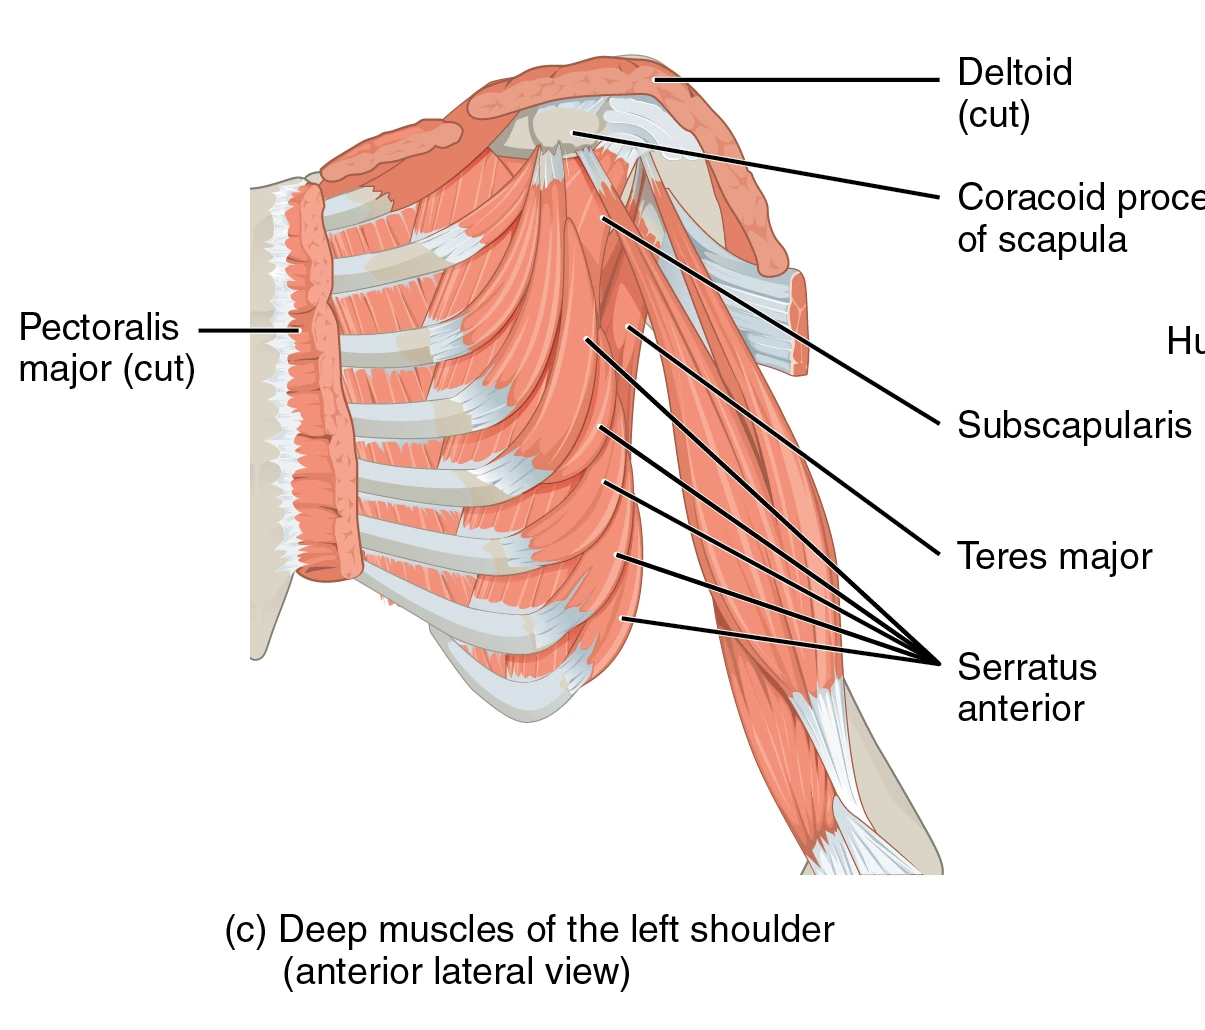 Deltoid
(cut)
Coracoid proce
of scapula
Pectoralis
major (cut)
Hu
Subscapularis
Teres major
Serratus
anterior
(c) Deep muscles of the left shoulder
(anterior lateral view)